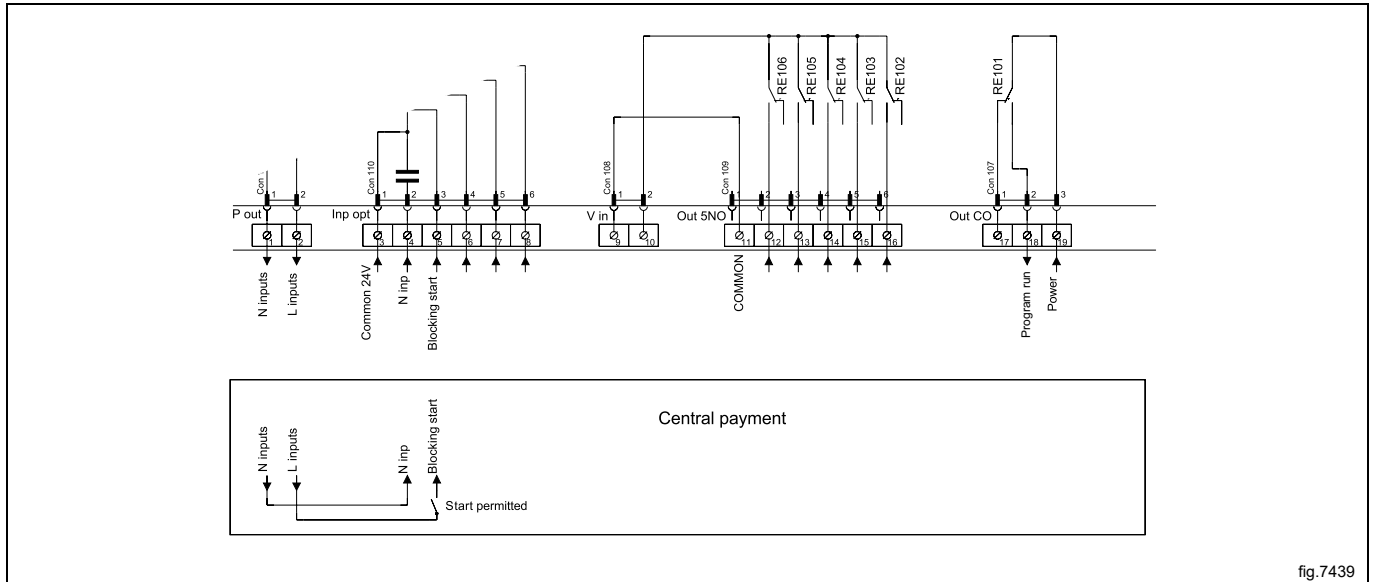 RE106
RE105
RE104
RE103
RE102
RE101
Con
1 2
Con 110
1 2 3 4 5 6
Con 108
1 2
Con 109
1 2 3 4 5 6
Con 107
1 2 3
P out
Inp opt
V in
Out 5NO
Out CO
1 2 3 4 5 6 7 8 9 10 11 12 13 14 15 16 17 18 19
N inputs
L inputs
Common 24V
N inp
Blocking start
COMMON
Program run
Power
Central payment
N inputs
L inputs
N inp
Blocking start
Start permitted
fig.7439